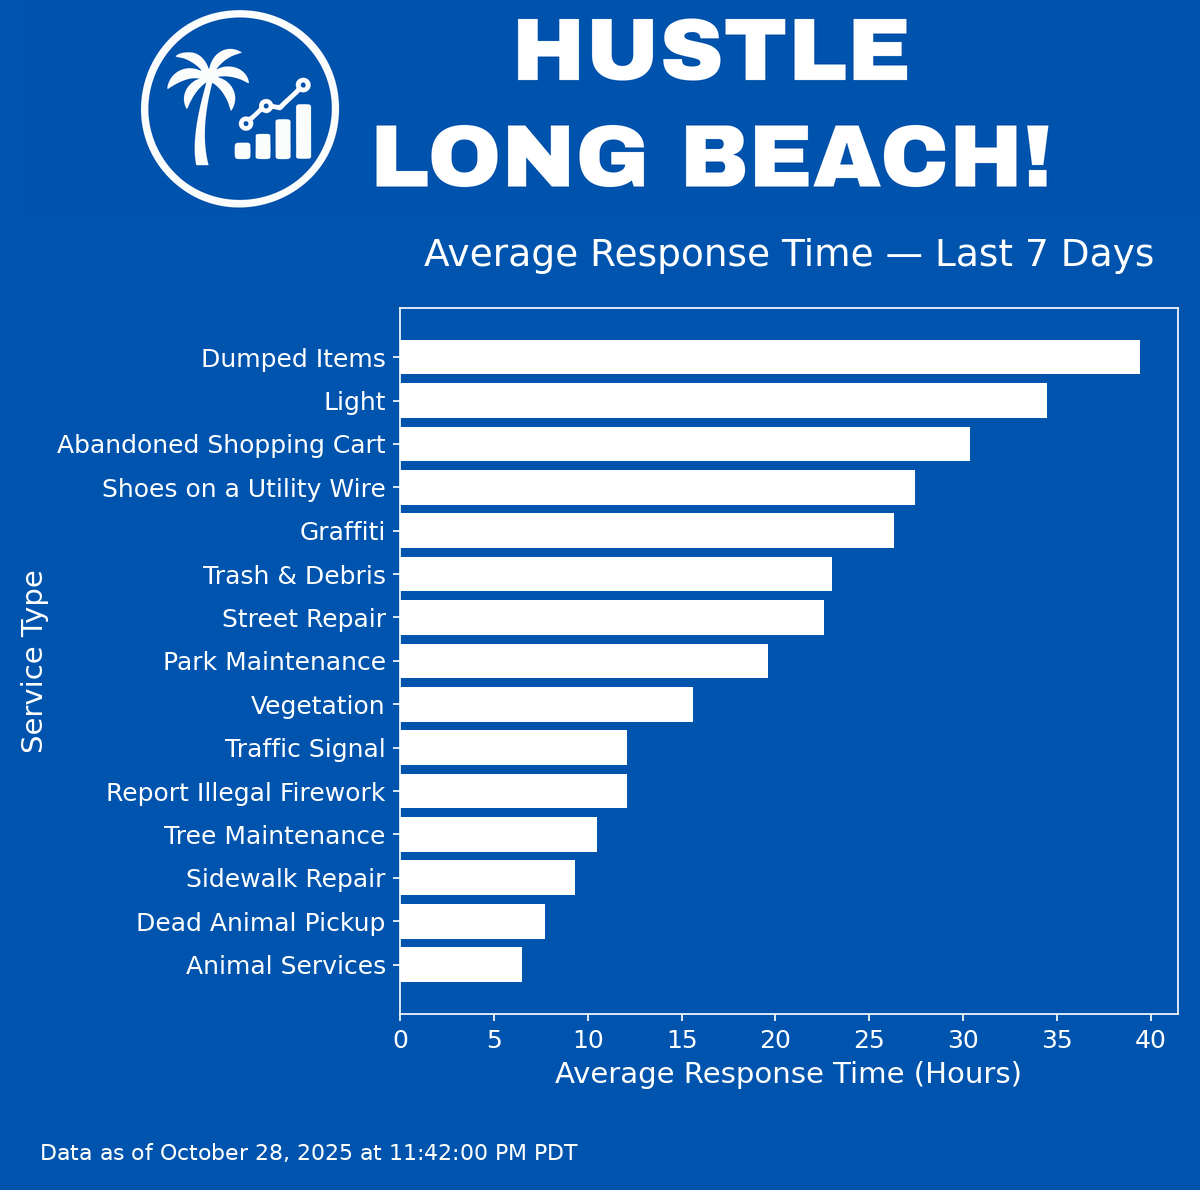 HUSTLE
LONG BEACH!
Average Response Time — Last 7 Days
Service Type
Dumped Items
Light
Abandoned Shopping Cart
Shoes on a Utility Wire
Graffiti
Trash & Debris
Street Repair
Park Maintenance
Vegetation
Traffic Signal
Report Illegal Firework
Tree Maintenance
Sidewalk Repair
Dead Animal Pickup
Animal Services
0 5 10 15 20 25 30 35 40
Average Response Time (Hours)
Data as of October 28, 2025 at 11:42:00 PM PDT